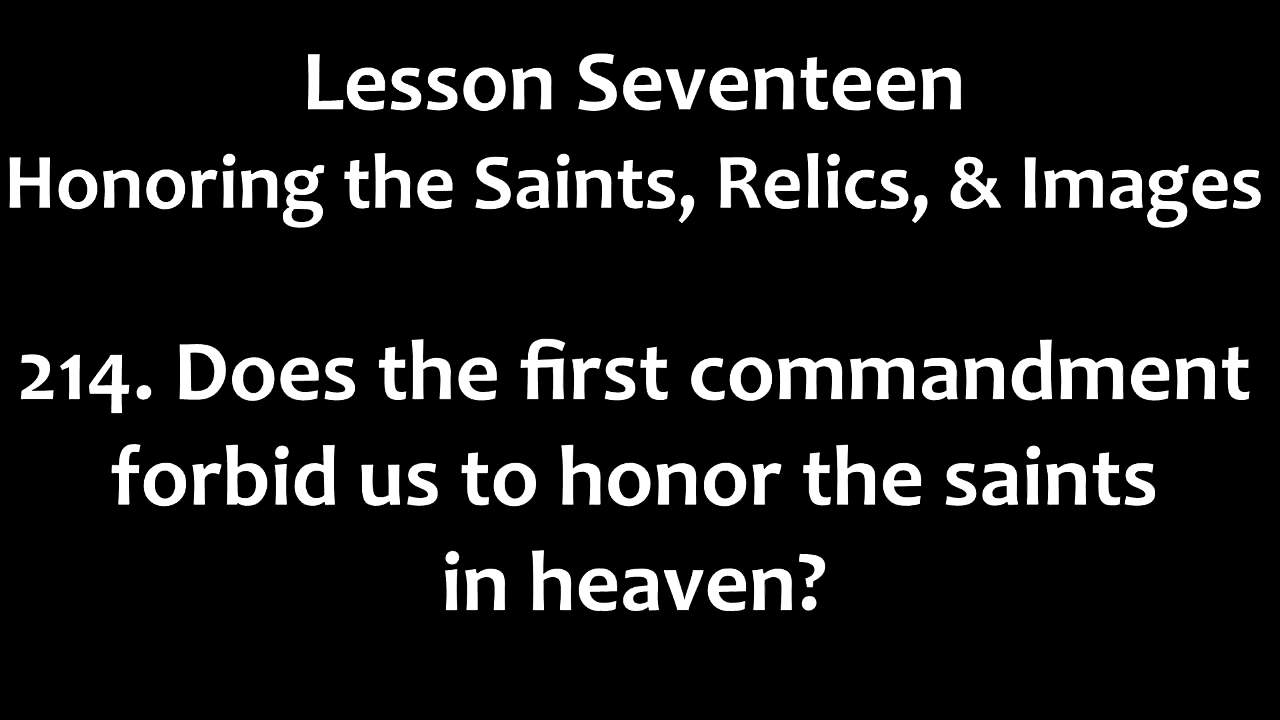 Lesson Seventeen
Honoring the Saints, Relics, & Images
214. Does the first commandment
forbid us to honor the saints
in heaven?